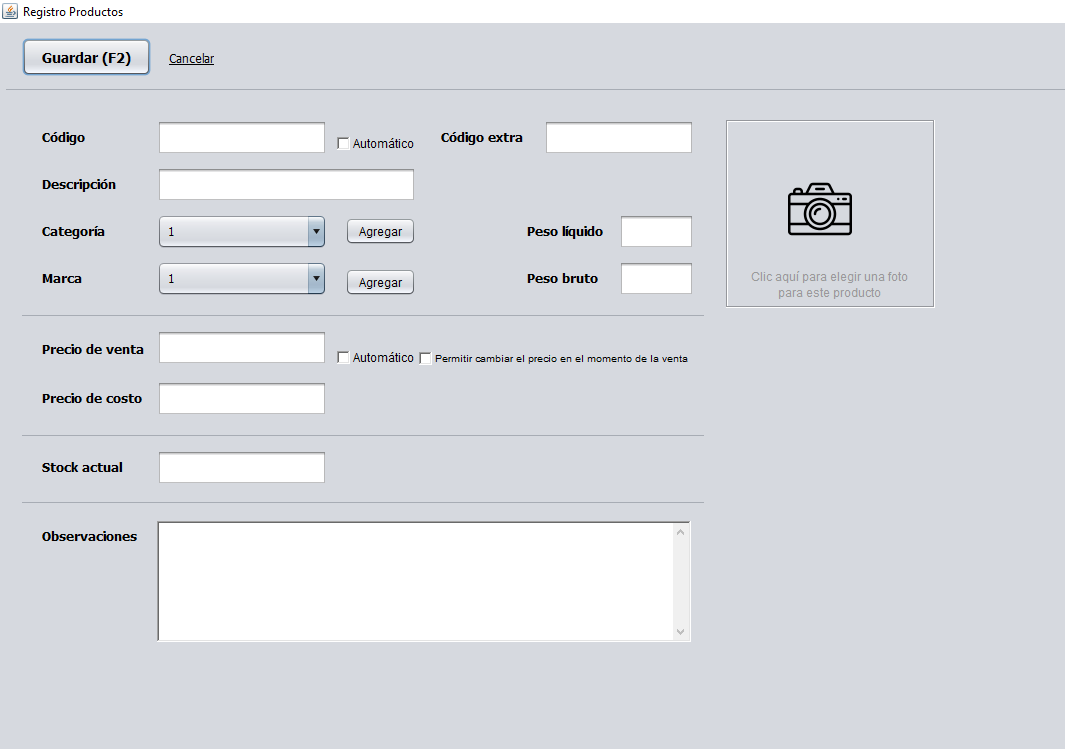 Registro Productos
Guardar (F2) Cancelar
Código Automático Código extra
Descripción
Categoría 1 Agregar Peso líquido
Marca 1 Agregar Peso bruto
Clic aquí para elegir una foto
para este producto
Precio de venta Automático Permitir cambiar el precio en el momento de la venta
Precio de costo
Stock actual
Observaciones